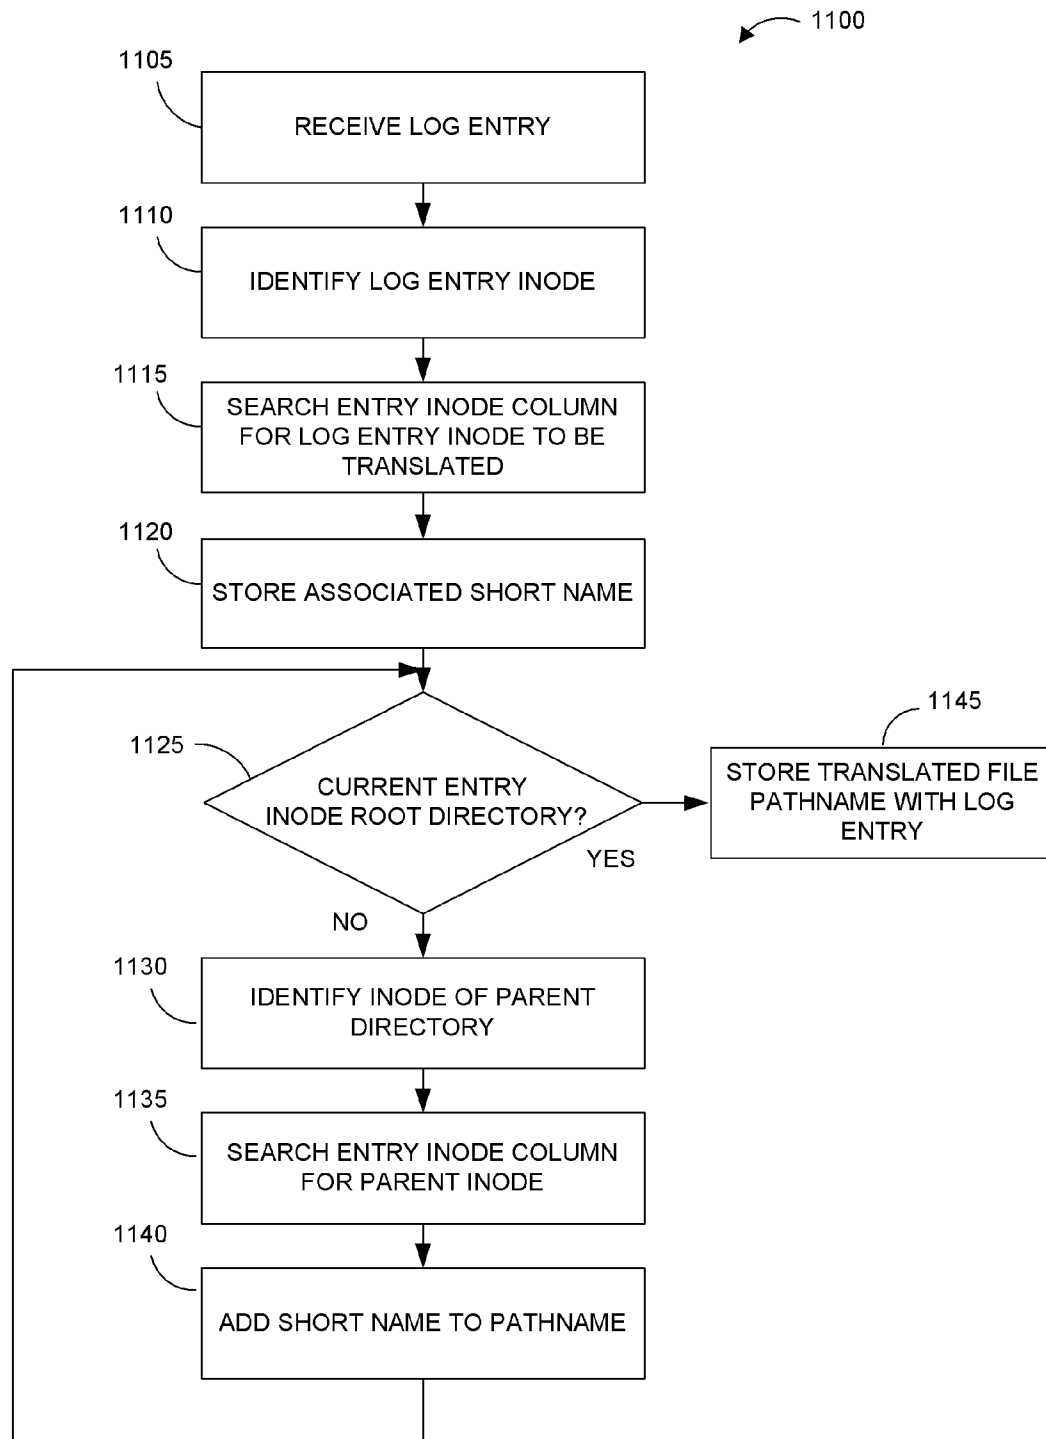 1100
1105
RECEIVE LOG ENTRY
1110
IDENTIFY LOG ENTRY INODE
1115
SEARCH ENTRY INODE COLUMN
FOR LOG ENTRY INODE TO BE
TRANSLATED
1120
STORE ASSOCIATED SHORT NAME
1125
CURRENT ENTRY
INODE ROOT DIRECTORY?
YES
NO
1145
STORE TRANSLATED FILE
PATHNAME WITH LOG
ENTRY
1130
IDENTIFY INODE OF PARENT
DIRECTORY
1135
SEARCH ENTRY INODE COLUMN
FOR PARENT INODE
1140
ADD SHORT NAME TO PATHNAME